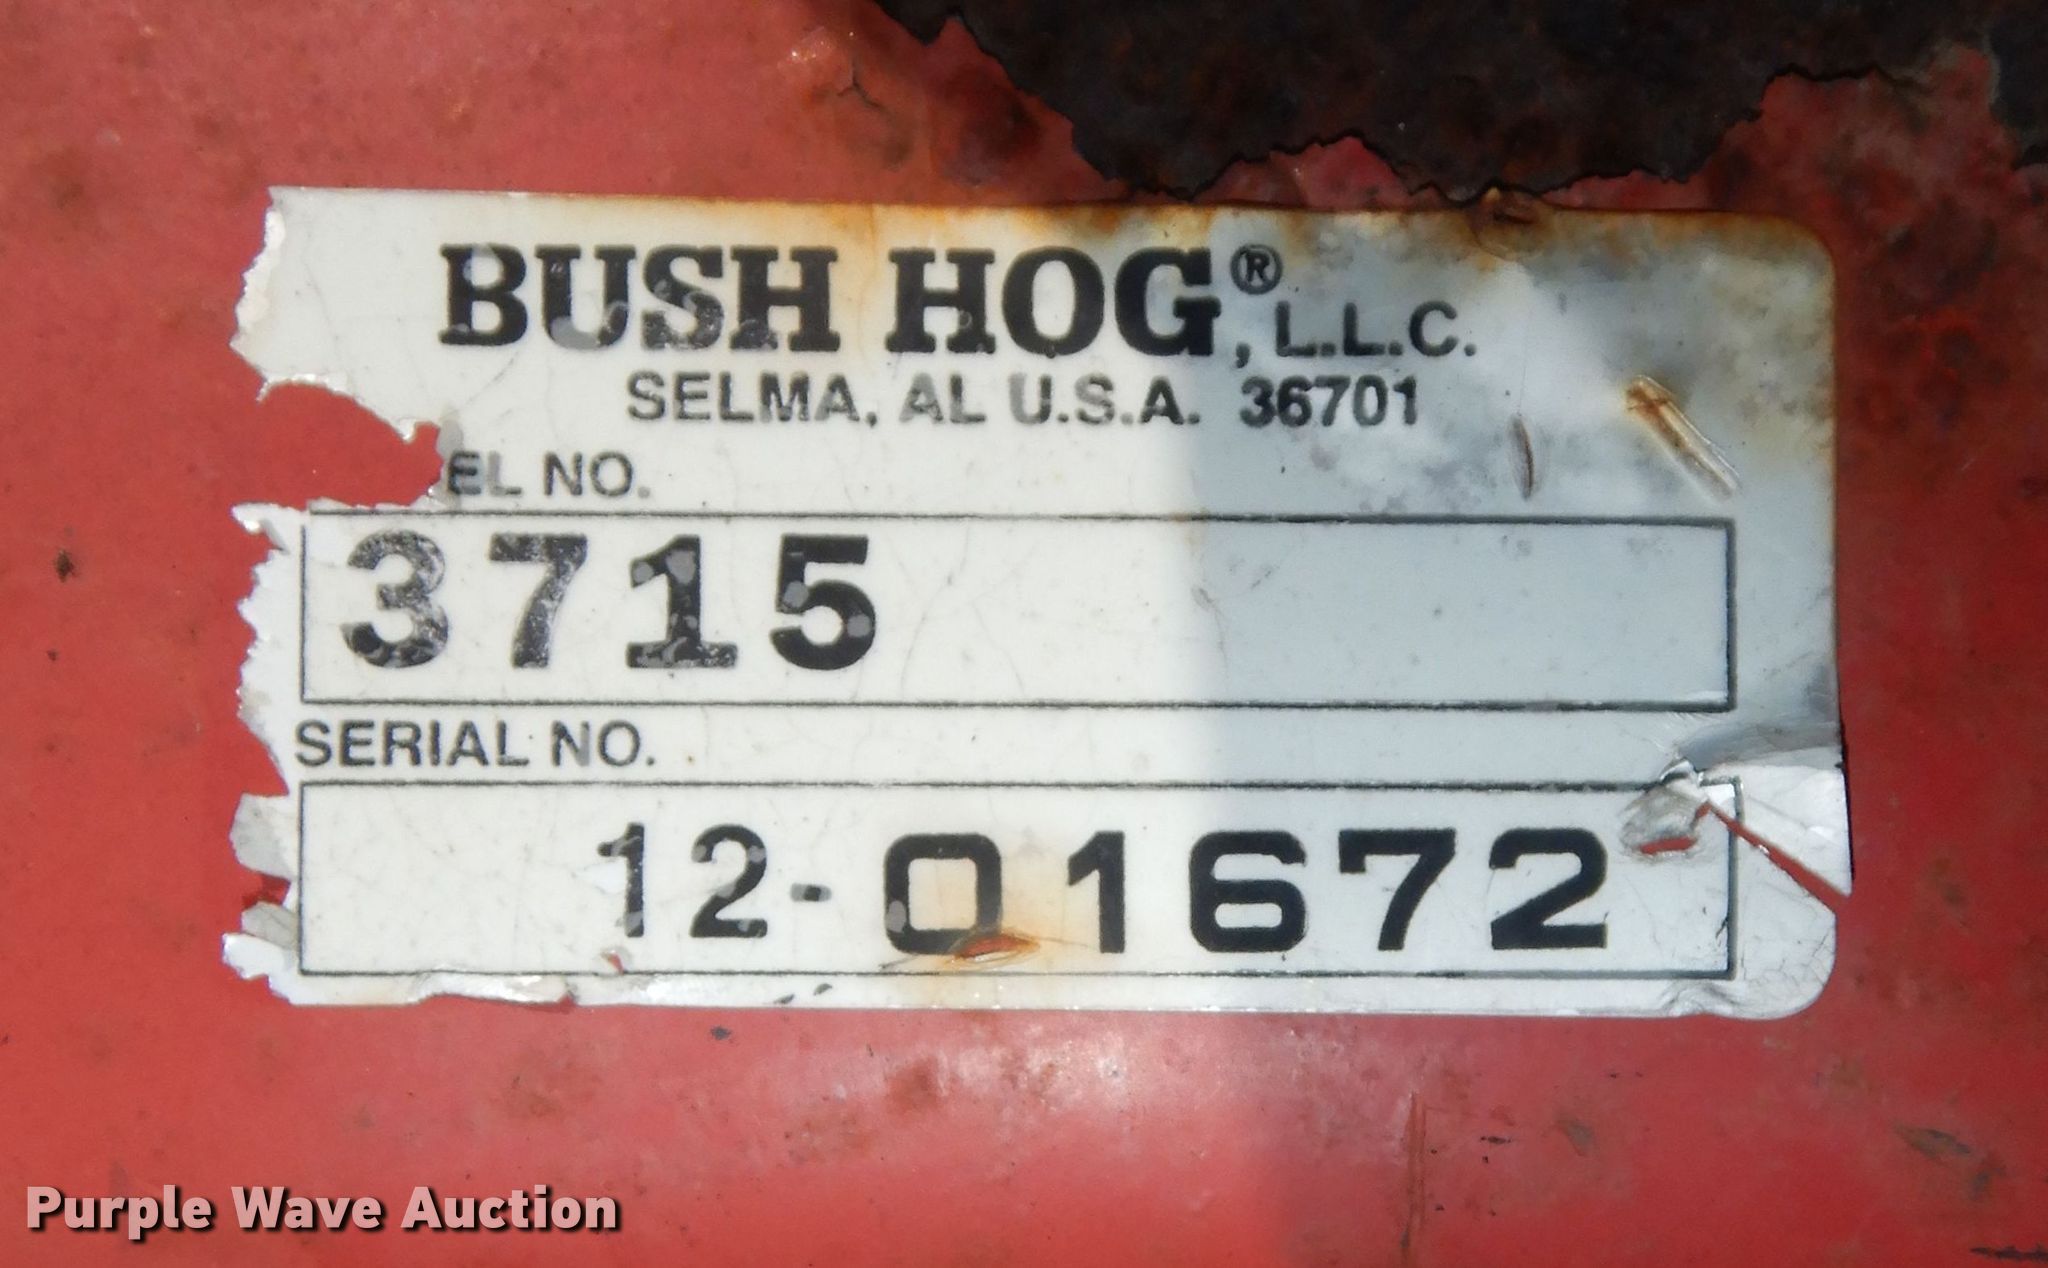 BUSH HOG®, L.L.C.
SELMA, AL U.S.A. 36701
EL NO.
3715
SERIAL NO.
12-01672
Purple Wave Auction